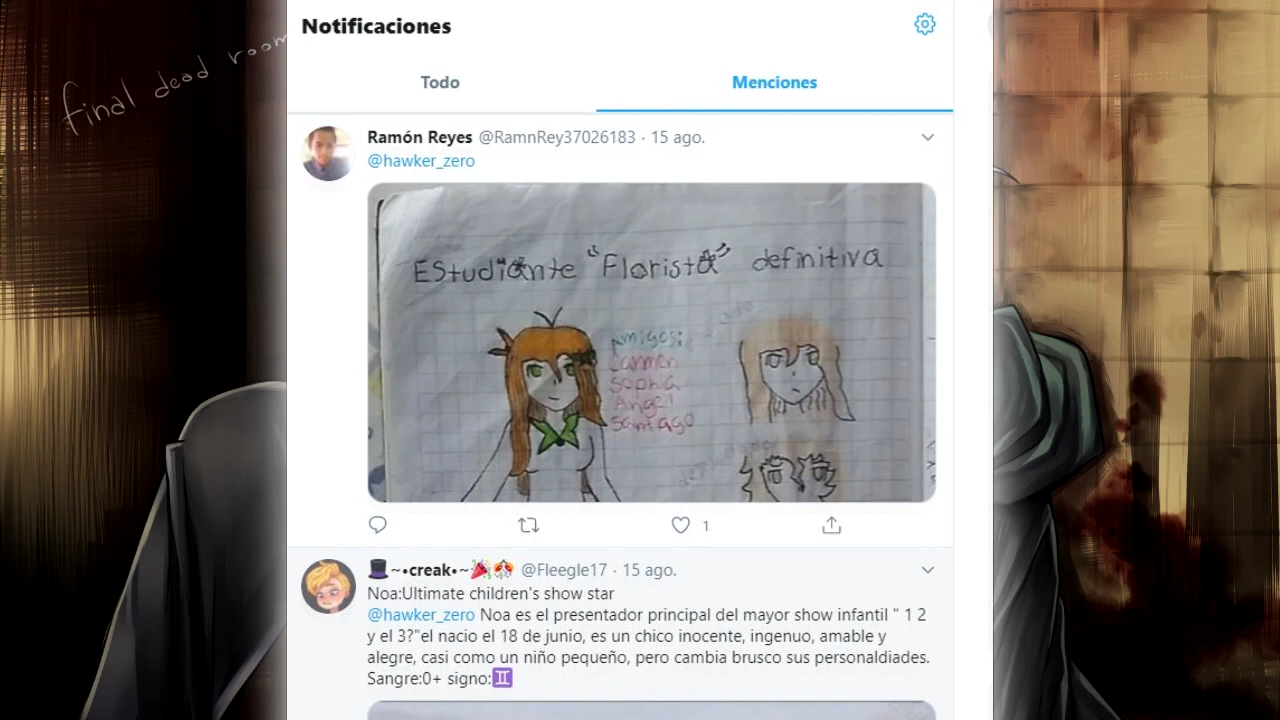 final dead room
Notificaciones
Todo
Menciones
Ramón Reyes @RamnRey37026183 · 15 ago.
@hawker_zero
Estudiante "Florista" definitiva
Amigos:
Carmen
Sophia
Angel
Santiago
1
~•creak•~ @Fleegle17 · 15 ago.
Noa:Ultimate children's show star
@hawker_zero Noa es el presentador principal del mayor show infantil " 1 2
y el 3?"el nacio el 18 de junio, es un chico inocente, ingenuo, amable y
alegre, casi como un niño pequeño, pero cambia brusco sus personaldiades.
Sangre:0+ signo:♊